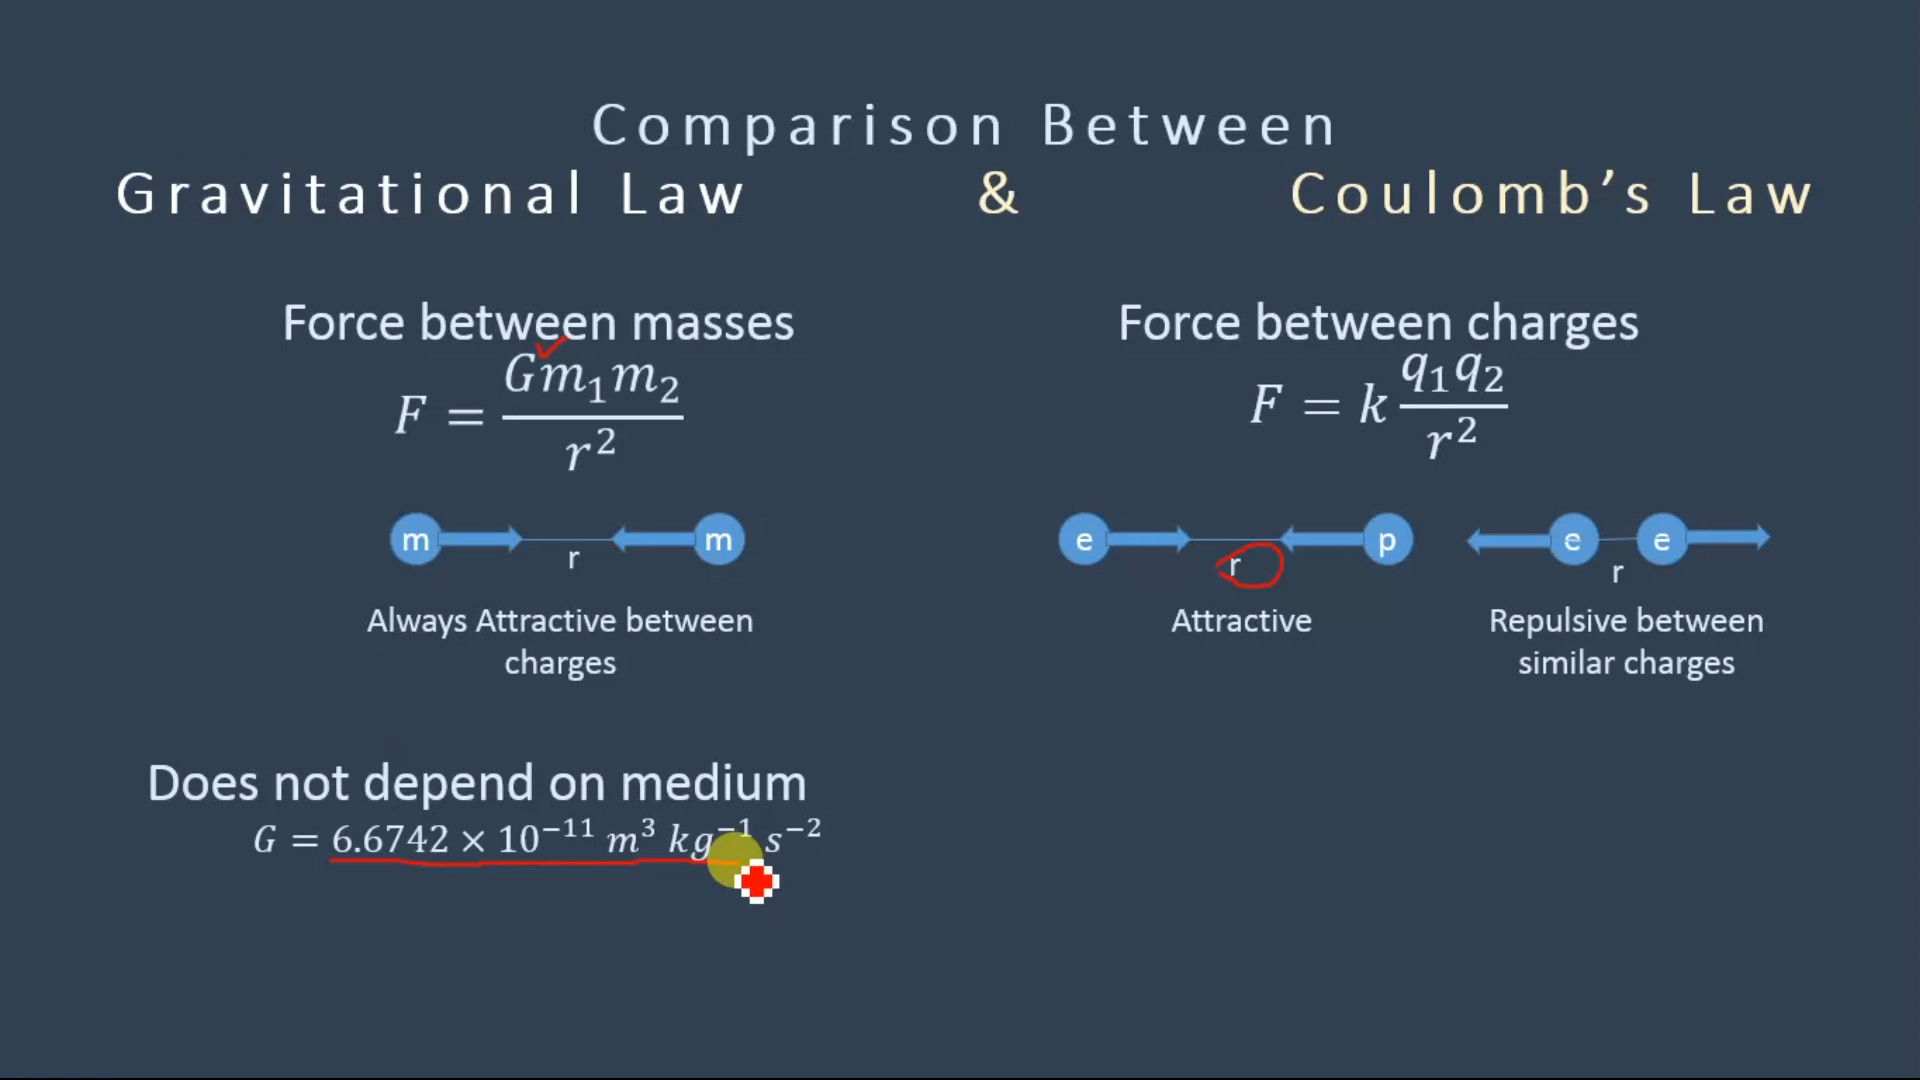 Comparison Between
Gravitational Law & Coulomb’s Law
Force between masses
F = Gm₁m₂ / r²
m r m
Always Attractive between
charges
Force between charges
F = k q₁q₂ / r²
e r p
Attractive
e r e
Repulsive between
similar charges
Does not depend on medium
G = 6.6742 × 10⁻¹¹ m³ kg⁻¹ s⁻²